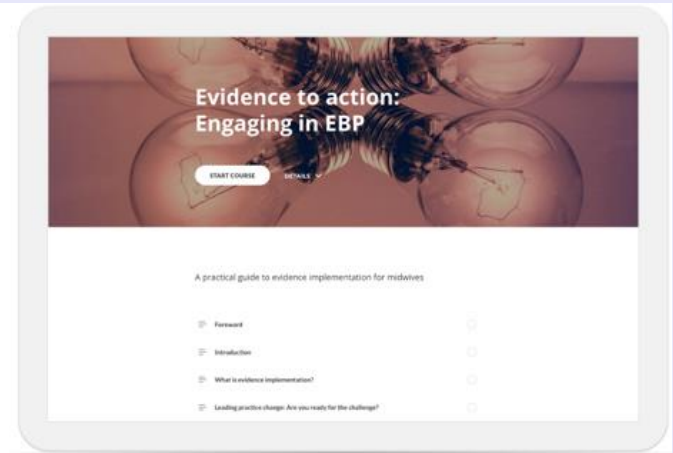 Evidence to action:
Engaging in EBP
START COURSE DETAILS
A practical guide to evidence implementation for midwives
Foreword
Introduction
What is evidence implementation?
Leading practice change: Are you ready for the challenge?